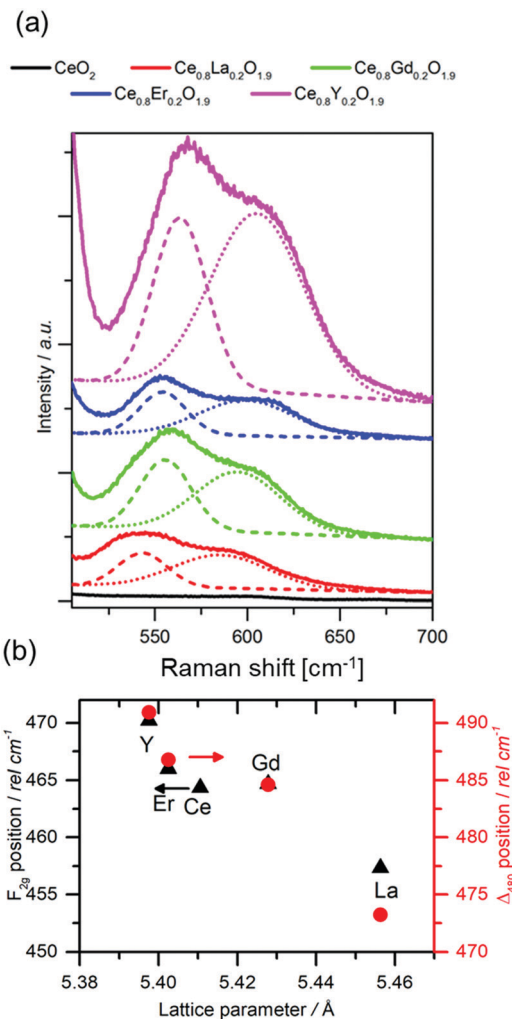 (a)
CeO2 Ce0.8La0.2O1.9 Ce0.8Gd0.2O1.9
Ce0.8Er0.2O1.9 Ce0.8Y0.2O1.9
Intensity / a.u.
550 600 650 700
Raman shift [cm-1]
(b)
F2g position / rel cm-1
470
465
460
455
450
Y
Er
Ce
Gd
La
490
485
480
475
470
Δ480 position / rel cm-1
5.38 5.40 5.42 5.44 5.46
Lattice parameter / Å